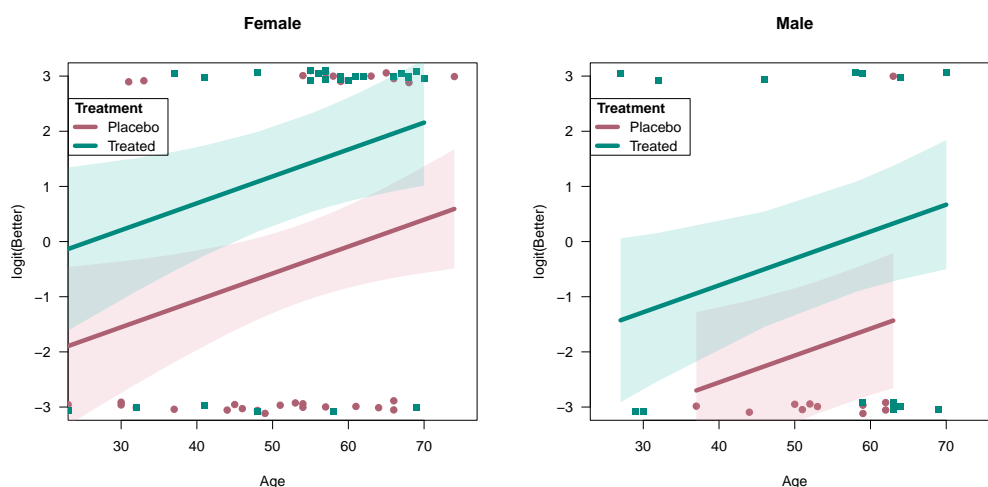 Female
3
2
1
0
−1
−2
−3
logit(Better)
Treatment
Placebo
Treated
30 40 50 60 70
Age
Male
3
2
1
0
−1
−2
−3
logit(Better)
Treatment
Placebo
Treated
30 40 50 60 70
Age